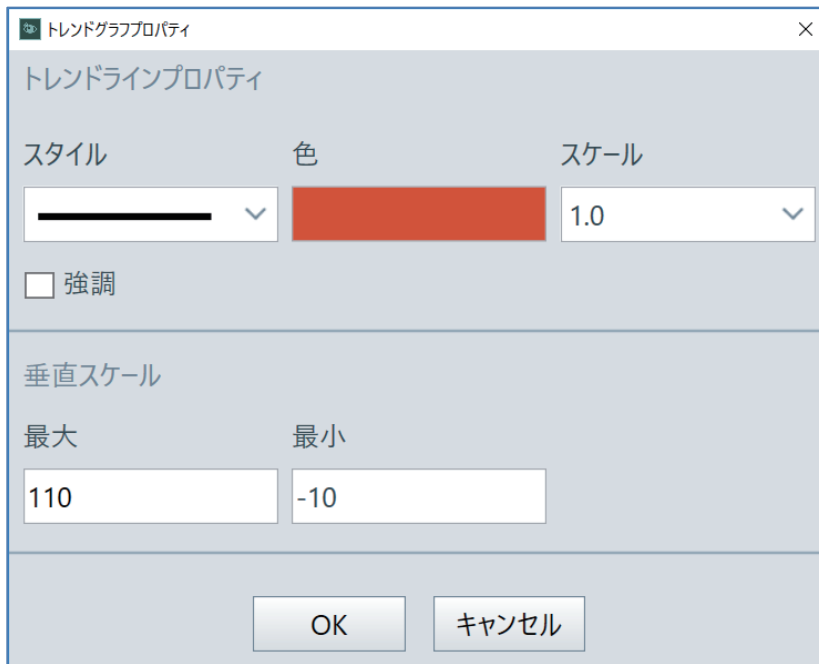 トレンドグラフプロパティ
トレンドラインプロパティ
スタイル 色 スケール
1.0
強調
垂直スケール
最大 最小
110 -10
OK キャンセル